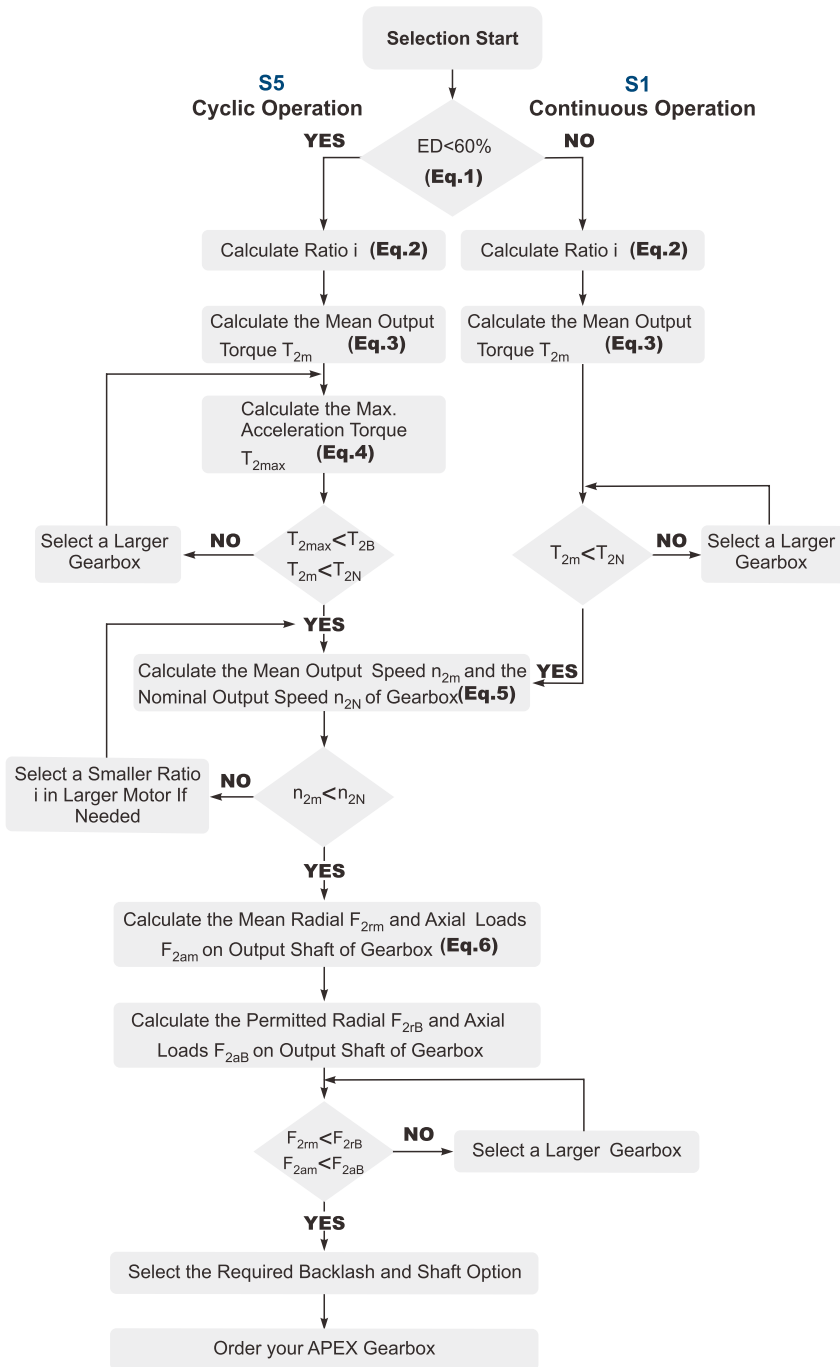 Selection Start
S5
Cyclic Operation
S1
Continuous Operation
YES
ED<60%
(Eq.1)
NO
Calculate Ratio i (Eq.2)
Calculate Ratio i (Eq.2)
Calculate the Mean Output
Torque T2m (Eq.3)
Calculate the Mean Output
Torque T2m (Eq.3)
Calculate the Max.
Acceleration Torque
T2max (Eq.4)
Select a Larger
Gearbox
NO
T2max<T2B
T2m<T2N
T2m<T2N
NO
Select a Larger
Gearbox
YES
Calculate the Mean Output Speed n2m and the
Nominal Output Speed n2N of Gearbox(Eq.5)
YES
Select a Smaller Ratio
i in Larger Motor If
Needed
NO
n2m<n2N
YES
Calculate the Mean Radial F2rm and Axial Loads
F2am on Output Shaft of Gearbox (Eq.6)
Calculate the Permitted Radial F2rB and Axial
Loads F2aB on Output Shaft of Gearbox
F2rm<F2rB
F2am<F2aB
NO
Select a Larger Gearbox
YES
Select the Required Backlash and Shaft Option
Order your APEX Gearbox